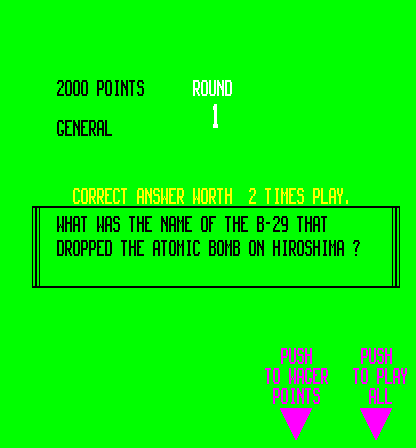 2000 POINTS ROUND
1
GENERAL
CORRECT ANSWER WORTH 2 TIMES PLAY.
WHAT WAS THE NAME OF THE B-29 THAT
DROPPED THE ATOMIC BOMB ON HIROSHIMA ?
PUSH PUSH
TO WAGER TO PLAY
POINTS ALL